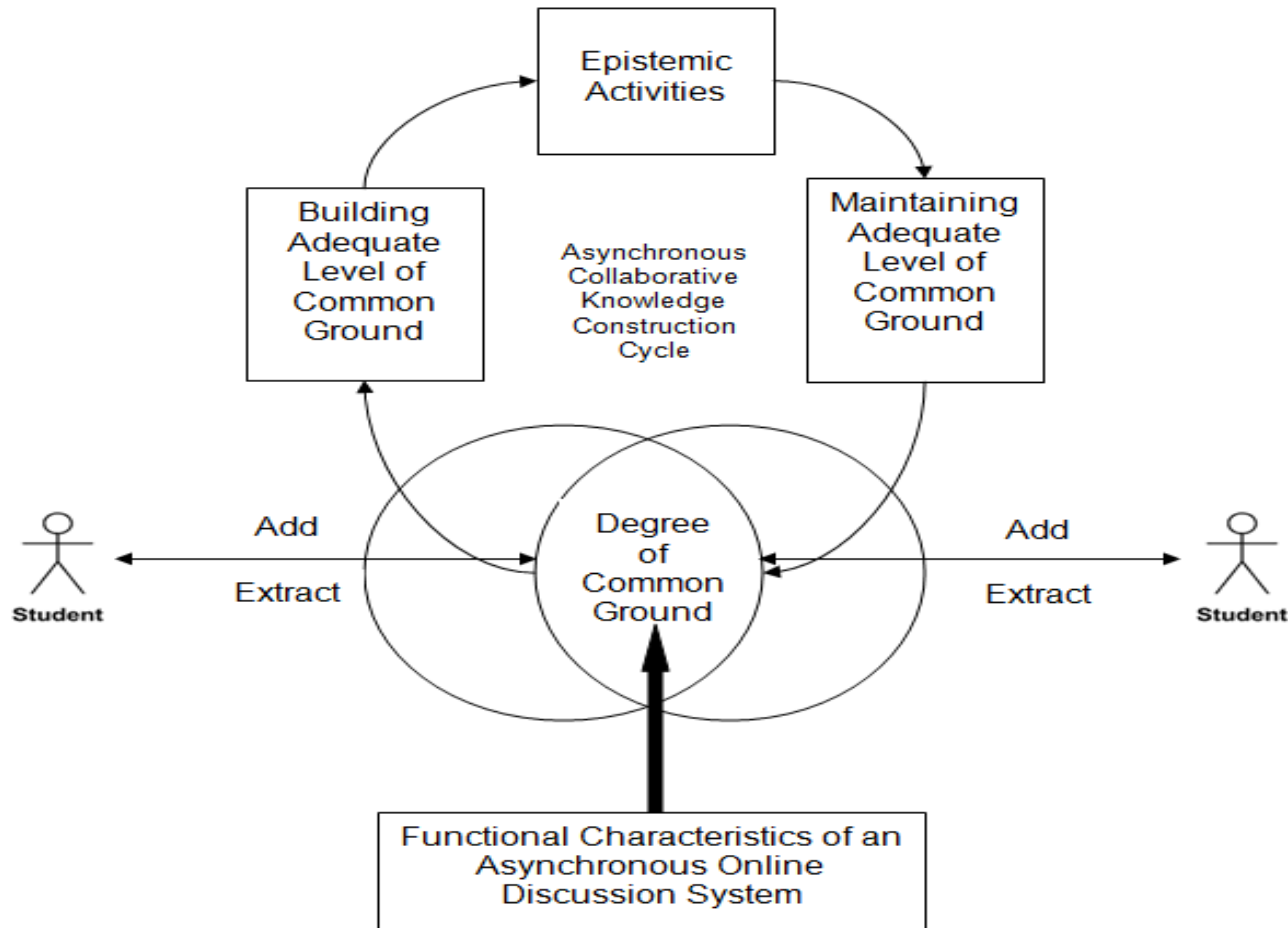 Epistemic
Activities
Building
Adequate
Level of
Common
Ground
Maintaining
Adequate
Level of
Common
Ground
Asynchronous
Collaborative
Knowledge
Construction
Cycle
Add
Extract
Student
Degree
of
Common
Ground
Add
Extract
Student
Functional Characteristics of an
Asynchronous Online
Discussion System